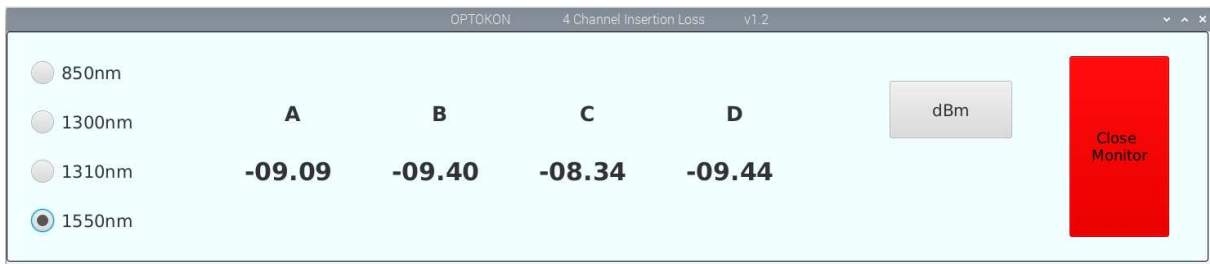 OPTOKON 4 Channel Insertion Loss v1.2
850nm
1300nm
1310nm
1550nm
A B C D
-09.09 -09.40 -08.34 -09.44
dBm
Close
Monitor